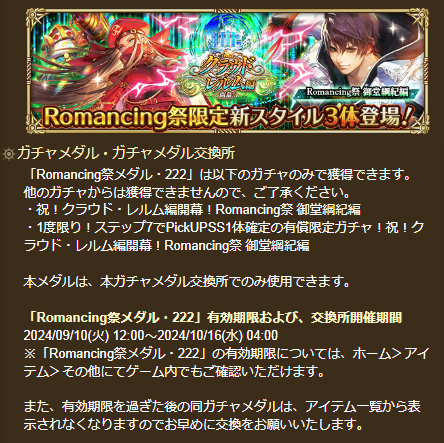 クラウド
レルム編
開幕
Romancing祭 御堂綱紀編
Romancing祭限定新スタイル3体登場!
ガチャメダル・ガチャメダル交換所
「Romancing祭メダル・222」は以下のガチャのみで獲得できます。
他のガチャからは獲得できませんので、ご了承ください。
・祝！クラウド・レルム編開幕！Romancing祭 御堂綱紀編
・1度限り！ステップ7でPickUPSS1体確定の有償限定ガチャ！祝！ク
ラウド・レルム編開幕！Romancing祭 御堂綱紀編
本メダルは、本ガチャメダル交換所でのみ使用できます。
「Romancing祭メダル・222」有効期限および、交換所開催期間
2024/09/10(火) 12:00～2024/10/16(水) 04:00
※「Romancing祭メダル・222」の有効期限については、ホーム＞アイ
テム＞その他にてゲーム内でもご確認いただけます。
また、有効期限を過ぎた後の同ガチャメダルは、アイテム一覧から表
示されなくなりますのでお早めに交換をお願いいたします。